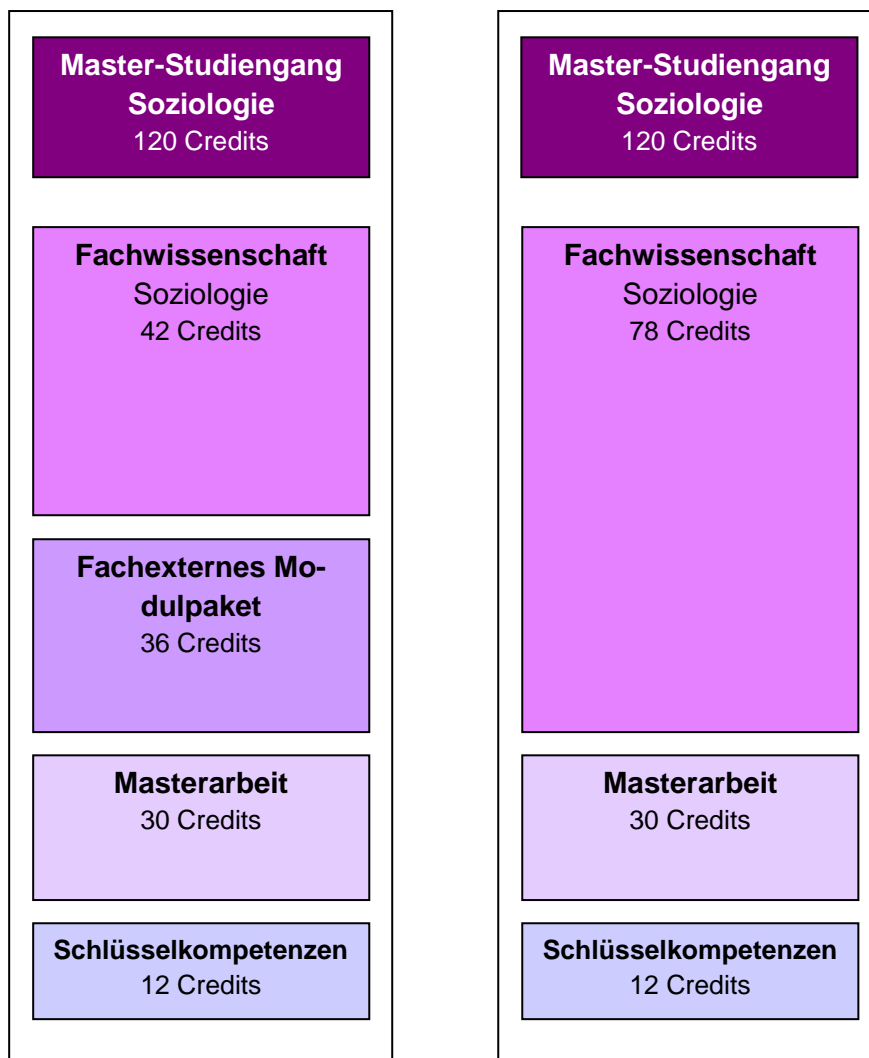 Master-Studiengang
Soziologie
120 Credits
Fachwissenschaft
Soziologie
42 Credits
Fachexternes Mo-
dulpaket
36 Credits
Masterarbeit
30 Credits
Schlüsselkompetenzen
12 Credits
Master-Studiengang
Soziologie
120 Credits
Fachwissenschaft
Soziologie
78 Credits
Masterarbeit
30 Credits
Schlüsselkompetenzen
12 Credits